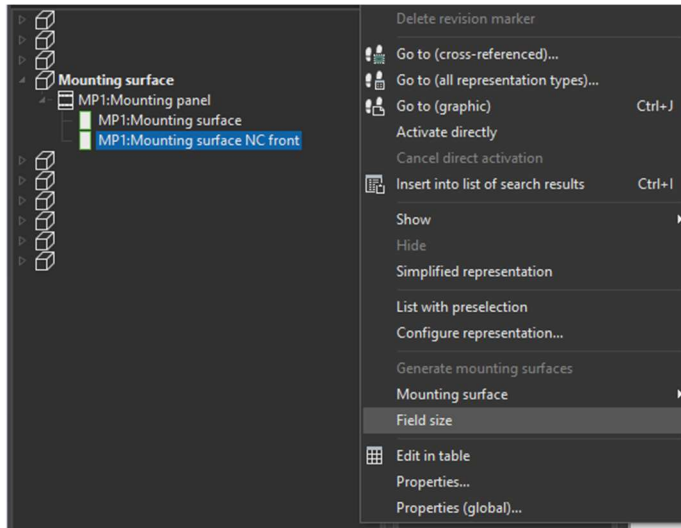 Mounting surface
MP1:Mounting panel
MP1:Mounting surface
MP1:Mounting surface NC front
Delete revision marker
Go to (cross-referenced)...
Go to (all representation types)...
Go to (graphic) Ctrl+J
Activate directly
Cancel direct activation
Insert into list of search results Ctrl+I
Show
Hide
Simplified representation
List with preselection
Configure representation...
Generate mounting surfaces
Mounting surface
Field size
Edit in table
Properties...
Properties (global)...